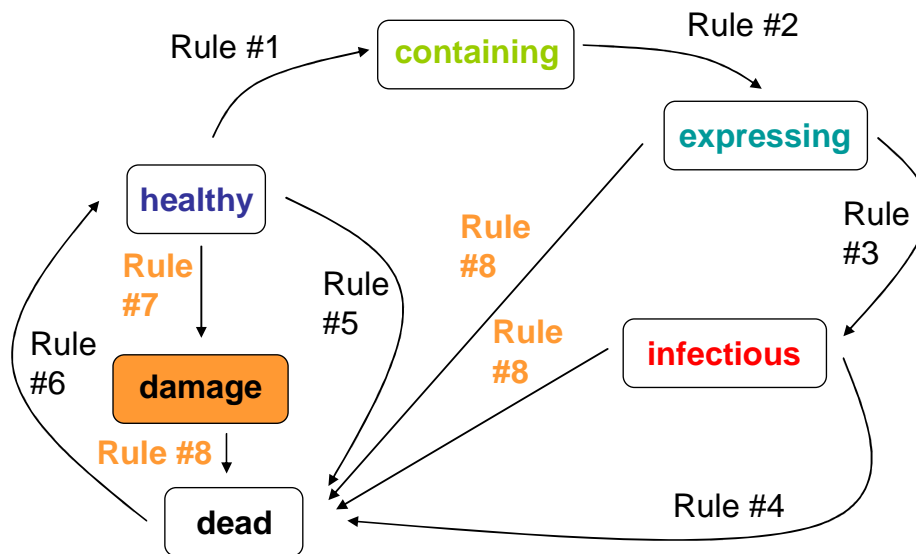 Rule #1
containing
Rule #2
expressing
healthy
Rule
#3
Rule
#8
Rule
#7
Rule
#5
Rule
#8
infectious
Rule
#6
damage
Rule #8
dead
Rule #4